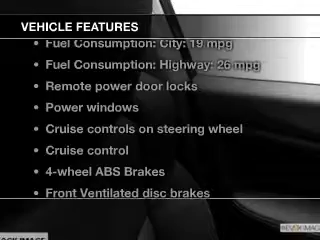 VEHICLE FEATURES
• Fuel Consumption: City: 19 mpg
• Fuel Consumption: Highway: 26 mpg
• Remote power door locks
• Power windows
• Cruise controls on steering wheel
• Cruise control
• 4-wheel ABS Brakes
• Front Ventilated disc brakes